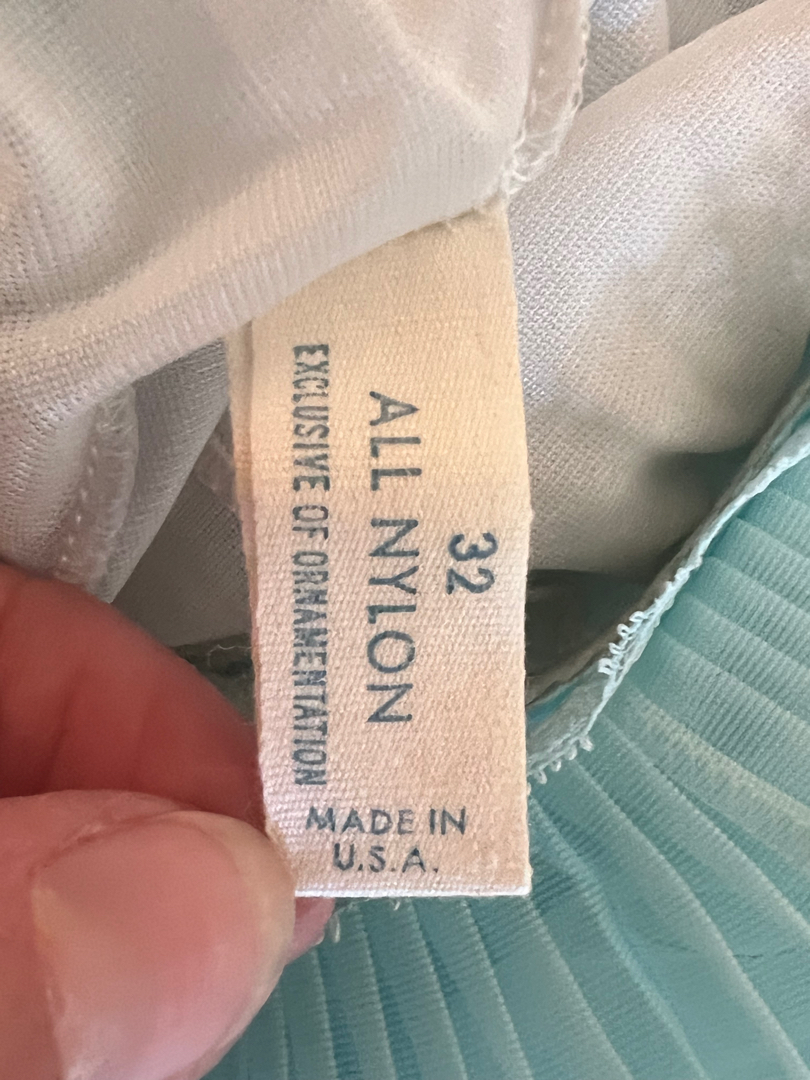 32
ALL NYLON
EXCLUSIVE OF ORNAMENTATION
MADE IN
U.S.A.